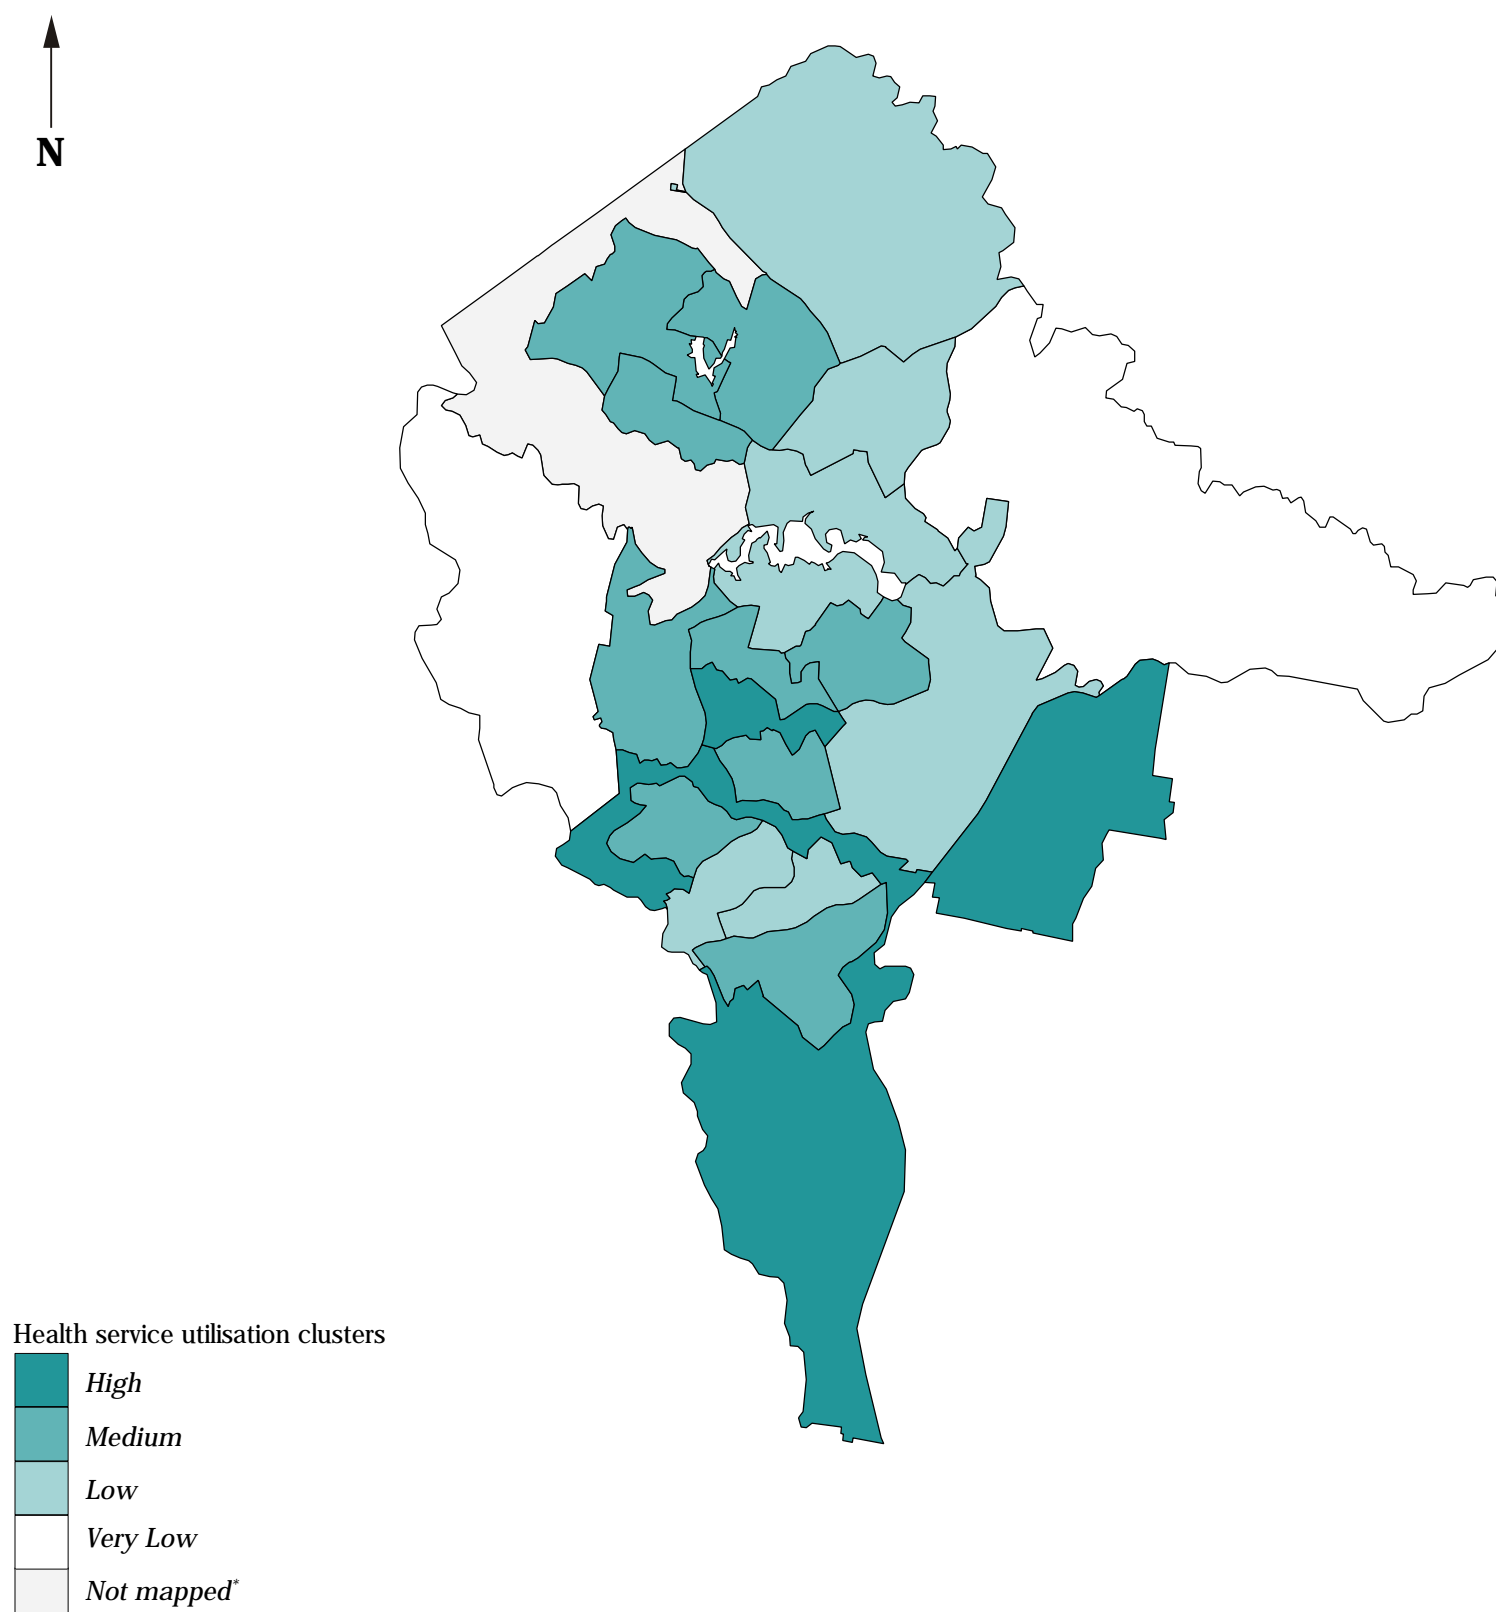 N
Health service utilisation clusters
High
Medium
Low
Very Low
Not mapped*